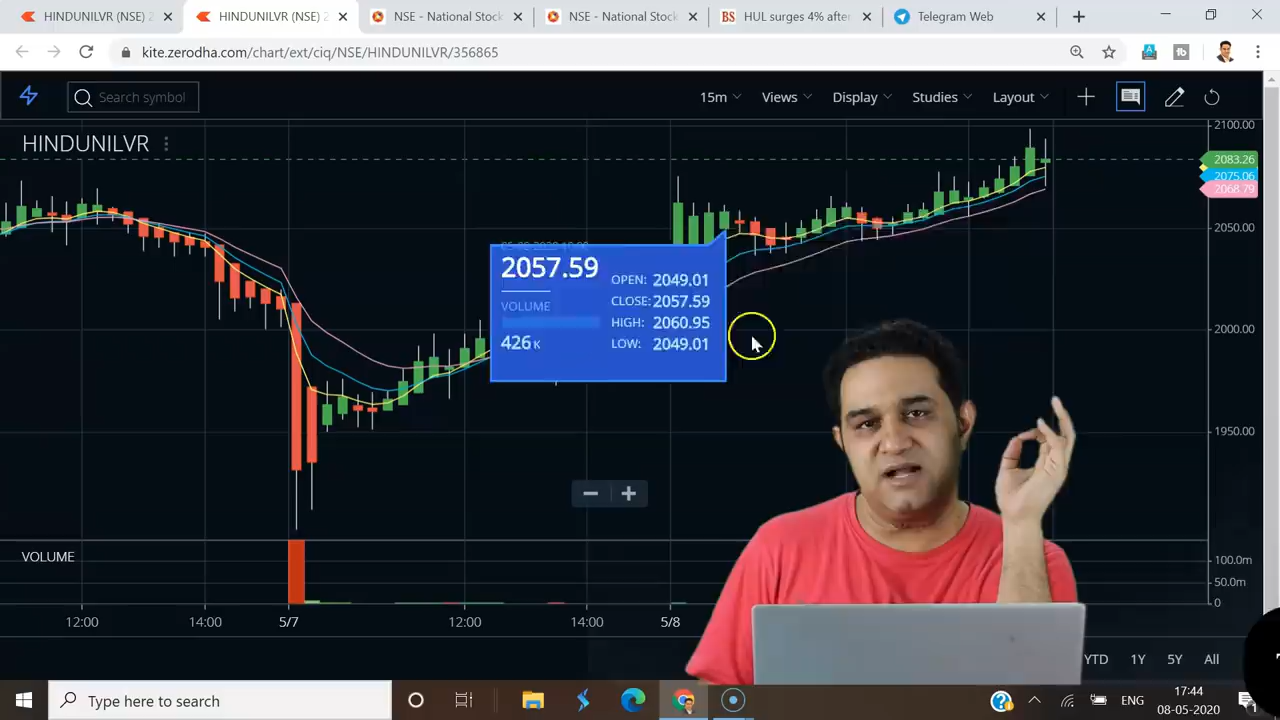 HINDUNILVR (NSE) 2
HINDUNILVR (NSE) 2
NSE - National Stock
NSE - National Stock
BS HUL surges 4% after
Telegram Web
kite.zerodha.com/chart/ext/ciq/NSE/HINDUNILVR/356865
Search symbol
15m
Views
Display
Studies
Layout
HINDUNILVR
2100.00
2083.26
2075.06
2068.79
2050.00
2000.00
1950.00
2057.59
VOLUME
426 K
OPEN: 2049.01
CLOSE: 2057.59
HIGH: 2060.95
LOW: 2049.01
VOLUME
100.0m
50.0m
0
12:00
14:00
5/7
12:00
14:00
5/8
YTD
1Y
5Y
All
Type here to search
ENG
17:44
08-05-2020